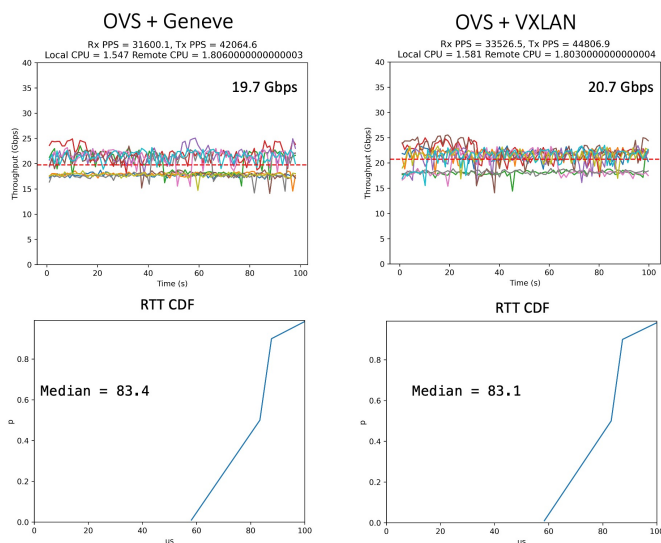 OVS + Geneve
Rx PPS = 31600.1, Tx PPS = 42064.6
Local CPU = 1.547 Remote CPU = 1.8060000000000003
40
35
30
25
20
15
10
5
0
Throughput (Gbps)
19.7 Gbps
0
20
40
60
80
100
Time (s)
OVS + VXLAN
Rx PPS = 33526.5, Tx PPS = 44806.9
Local CPU = 1.581 Remote CPU = 1.8030000000000004
40
35
30
25
20
15
10
5
0
Throughput (Gbps)
20.7 Gbps
0
20
40
60
80
100
Time (s)
RTT CDF
0.8
0.6
0.4
0.2
0.0
p
Median = 83.4
0
20
40
60
80
100
us
RTT CDF
0.8
0.6
0.4
0.2
0.0
p
Median = 83.1
0
20
40
60
80
100
us